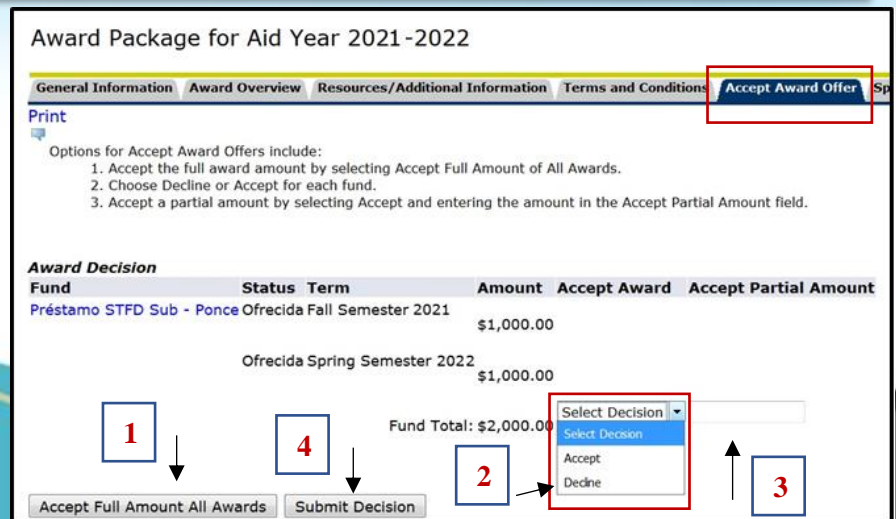 Award Package for Aid Year 2021-2022
General Information Award Overview Resources/Additional Information Terms and Conditions Accept Award Offer Sp
Print
Options for Accept Award Offers include:
1. Accept the full award amount by selecting Accept Full Amount of All Awards.
2. Choose Decline or Accept for each fund.
3. Accept a partial amount by selecting Accept and entering the amount in the Accept Partial Amount field.
Award Decision
Fund Status Term Amount Accept Award Accept Partial Amount
Préstamo STFD Sub - Ponce Ofrecida Fall Semester 2021
$1,000.00
Ofrecida Spring Semester 2022
$1,000.00
Fund Total: $2,000.00 Select Decision
Select Decision
Accept
Decline
1
4
2
3
Accept Full Amount All Awards Submit Decision